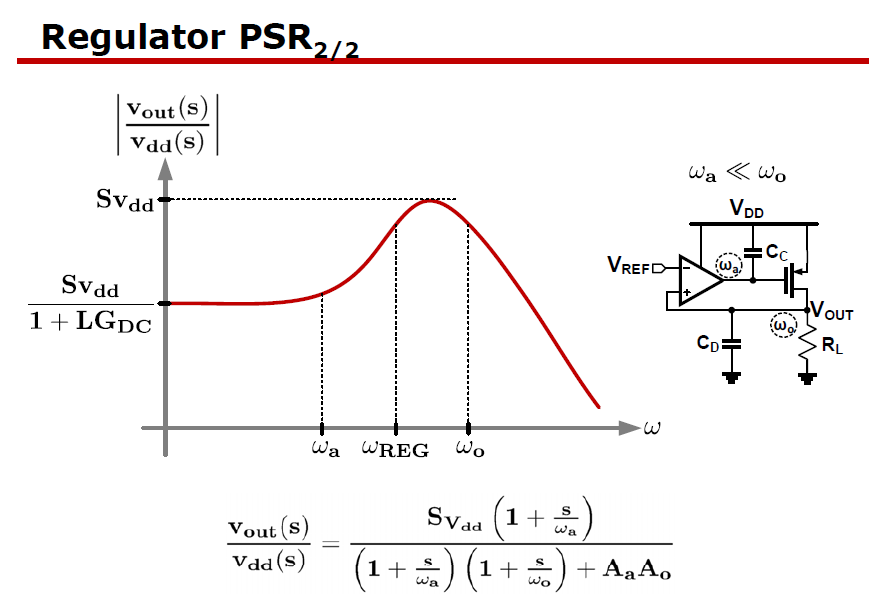 Regulator PSR2/2
|vout(s)/vdd(s)|
Svdd
Svdd/(1 + LGDC)
ωa
ωREG
ωo
ω
ωa ≪ ωo
VDD
CC
VREF
-
+
ωa
VOUT
ωo
CD
RL
vout(s)/vdd(s) = SVdd(1 + s/ωa) / ((1 + s/ωa)(1 + s/ωo) + AaAo)